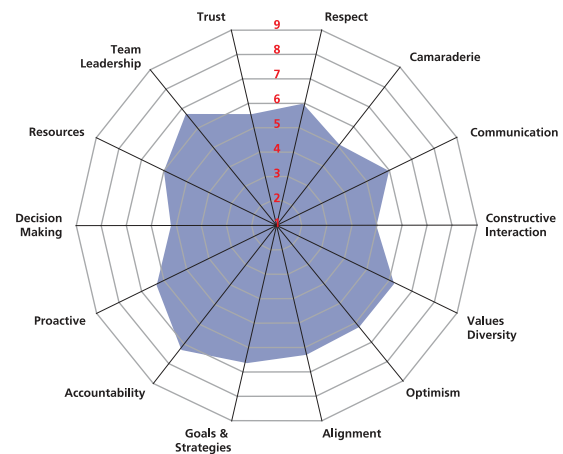 Trust
Respect
9
8
7
6
5
4
3
2
Team
Leadership
Camaraderie
Resources
Communication
Decision
Making
Constructive
Interaction
Proactive
Values
Diversity
Accountability
Optimism
Goals &
Strategies
Alignment